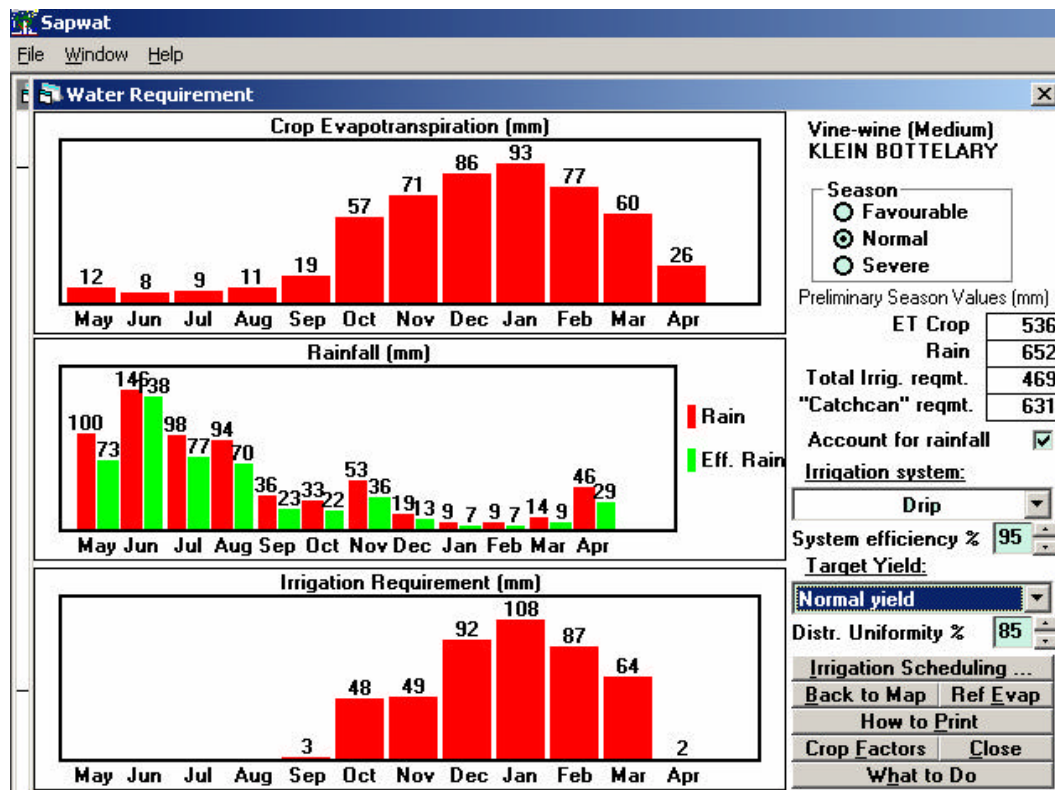 Sapwat
File Window Help
Water Requirement
Crop Evapotranspiration (mm)
12 8 9 11 19 57 71 86 93 77 60 26
May Jun Jul Aug Sep Oct Nov Dec Jan Feb Mar Apr
Rainfall (mm)
100 73 146 138 98 77 94 70 36 23 33 22 53 36 19 13 9 7 9 7 14 9 46 29
May Jun Jul Aug Sep Oct Nov Dec Jan Feb Mar Apr
Rain
Eff. Rain
Irrigation Requirement (mm)
3 48 49 92 108 87 64 2
May Jun Jul Aug Sep Oct Nov Dec Jan Feb Mar Apr
Vine-wine (Medium)
KLEIN BOTTELARY
Season
Favourable
Normal
Severe
Preliminary Season Values (mm)
ET Crop 536
Rain 652
Total Irrig. reqmt. 469
"Catchcan" reqmt. 631
Account for rainfall
Irrigation system:
Drip
System efficiency % 95
Target Yield:
Normal yield
Distr. Uniformity % 85
Irrigation Scheduling ...
Back to Map Ref Evap
How to Print
Crop Factors Close
What to Do